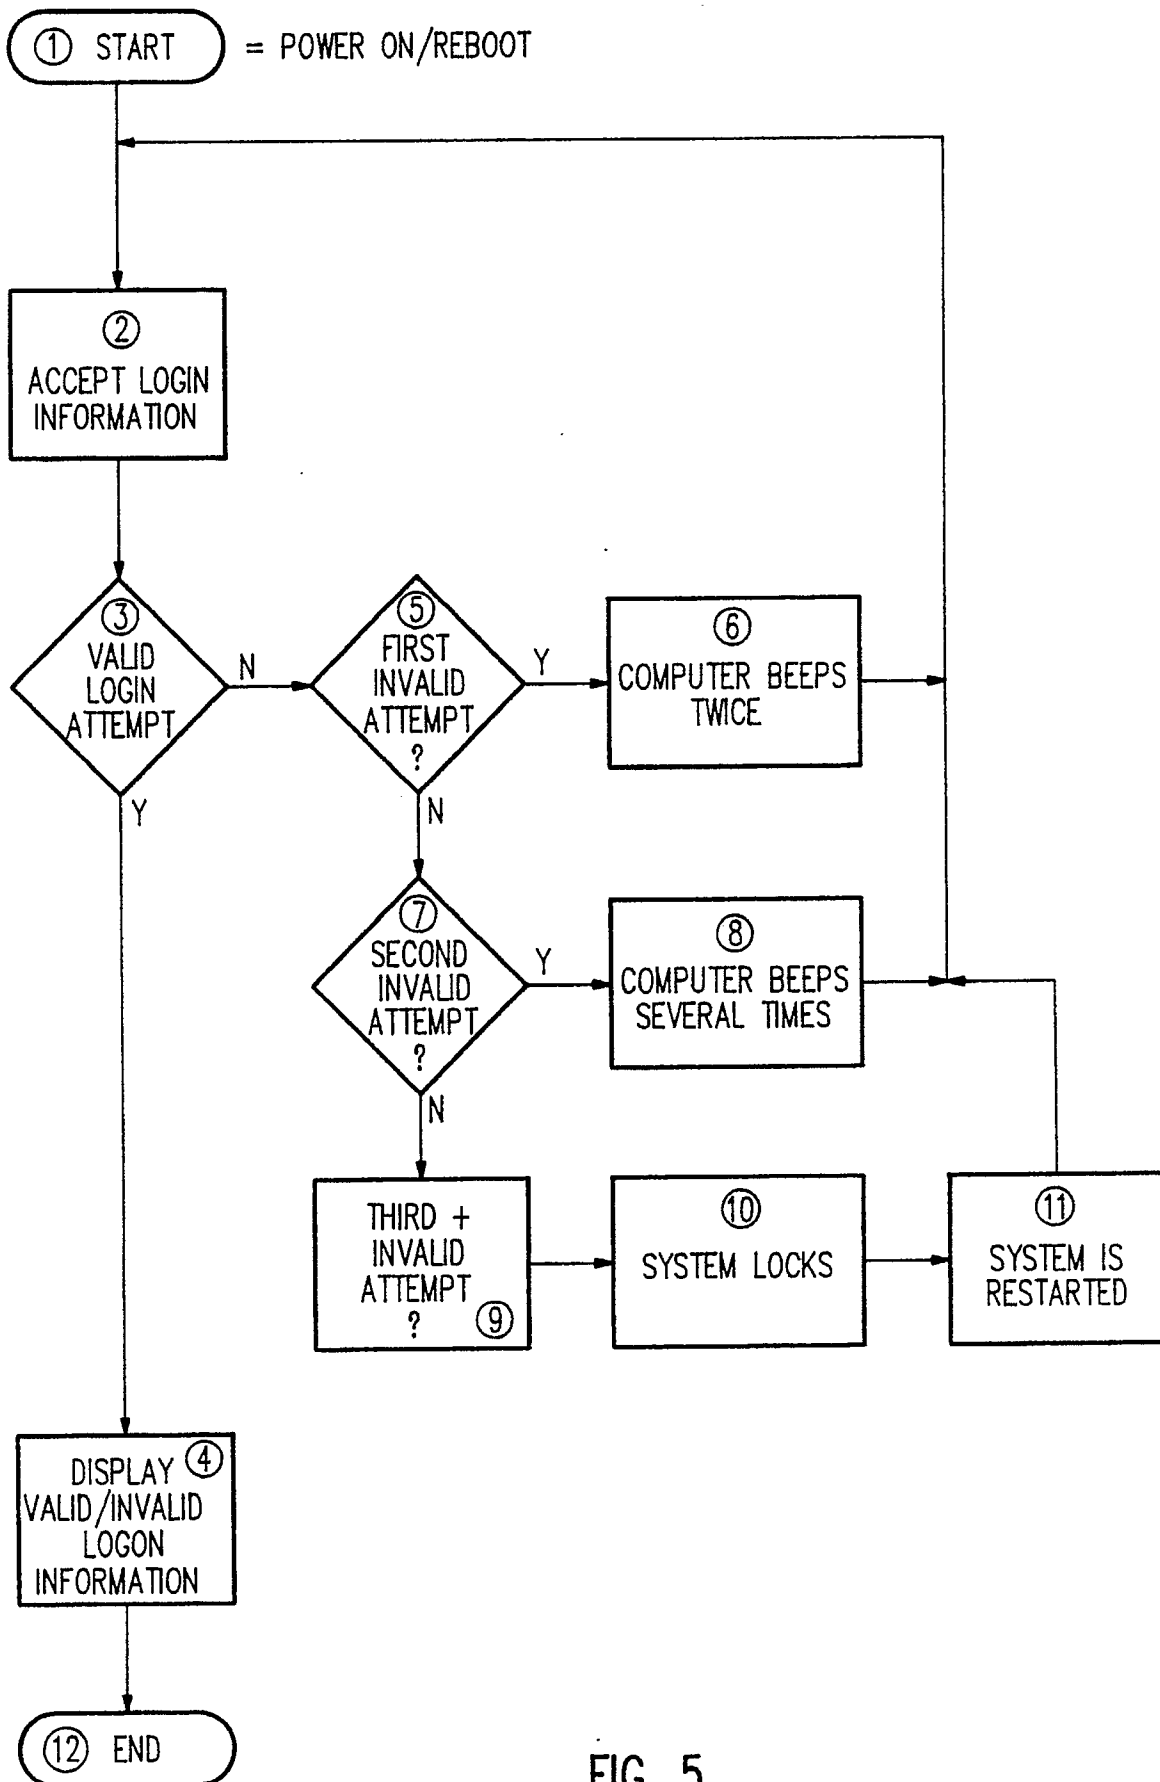 ① START = POWER ON/REBOOT
②
ACCEPT LOGIN
INFORMATION
③
VALID
LOGIN
ATTEMPT
N
Y
⑤
FIRST
INVALID
ATTEMPT
?
Y
N
⑥
COMPUTER BEEPS
TWICE
⑦
SECOND
INVALID
ATTEMPT
?
Y
N
⑧
COMPUTER BEEPS
SEVERAL TIMES
THIRD +
INVALID
ATTEMPT
? ⑨
⑩
SYSTEM LOCKS
⑪
SYSTEM IS
RESTARTED
④
DISPLAY
VALID/INVALID
LOGON
INFORMATION
⑫ END
FIG. 5